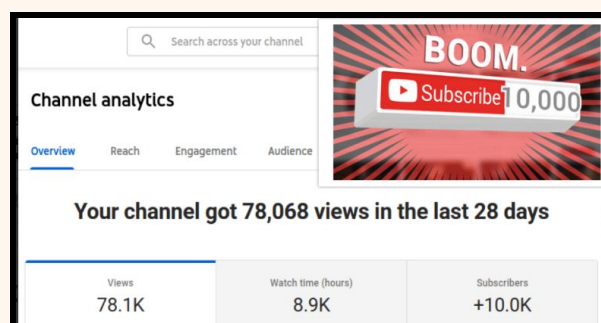 Search across your channel
BOOM.
Subscribe 10,000
Channel analytics
Overview Reach Engagement Audience
Your channel got 78,068 views in the last 28 days
Views Watch time (hours) Subscribers
78.1K 8.9K +10.0K